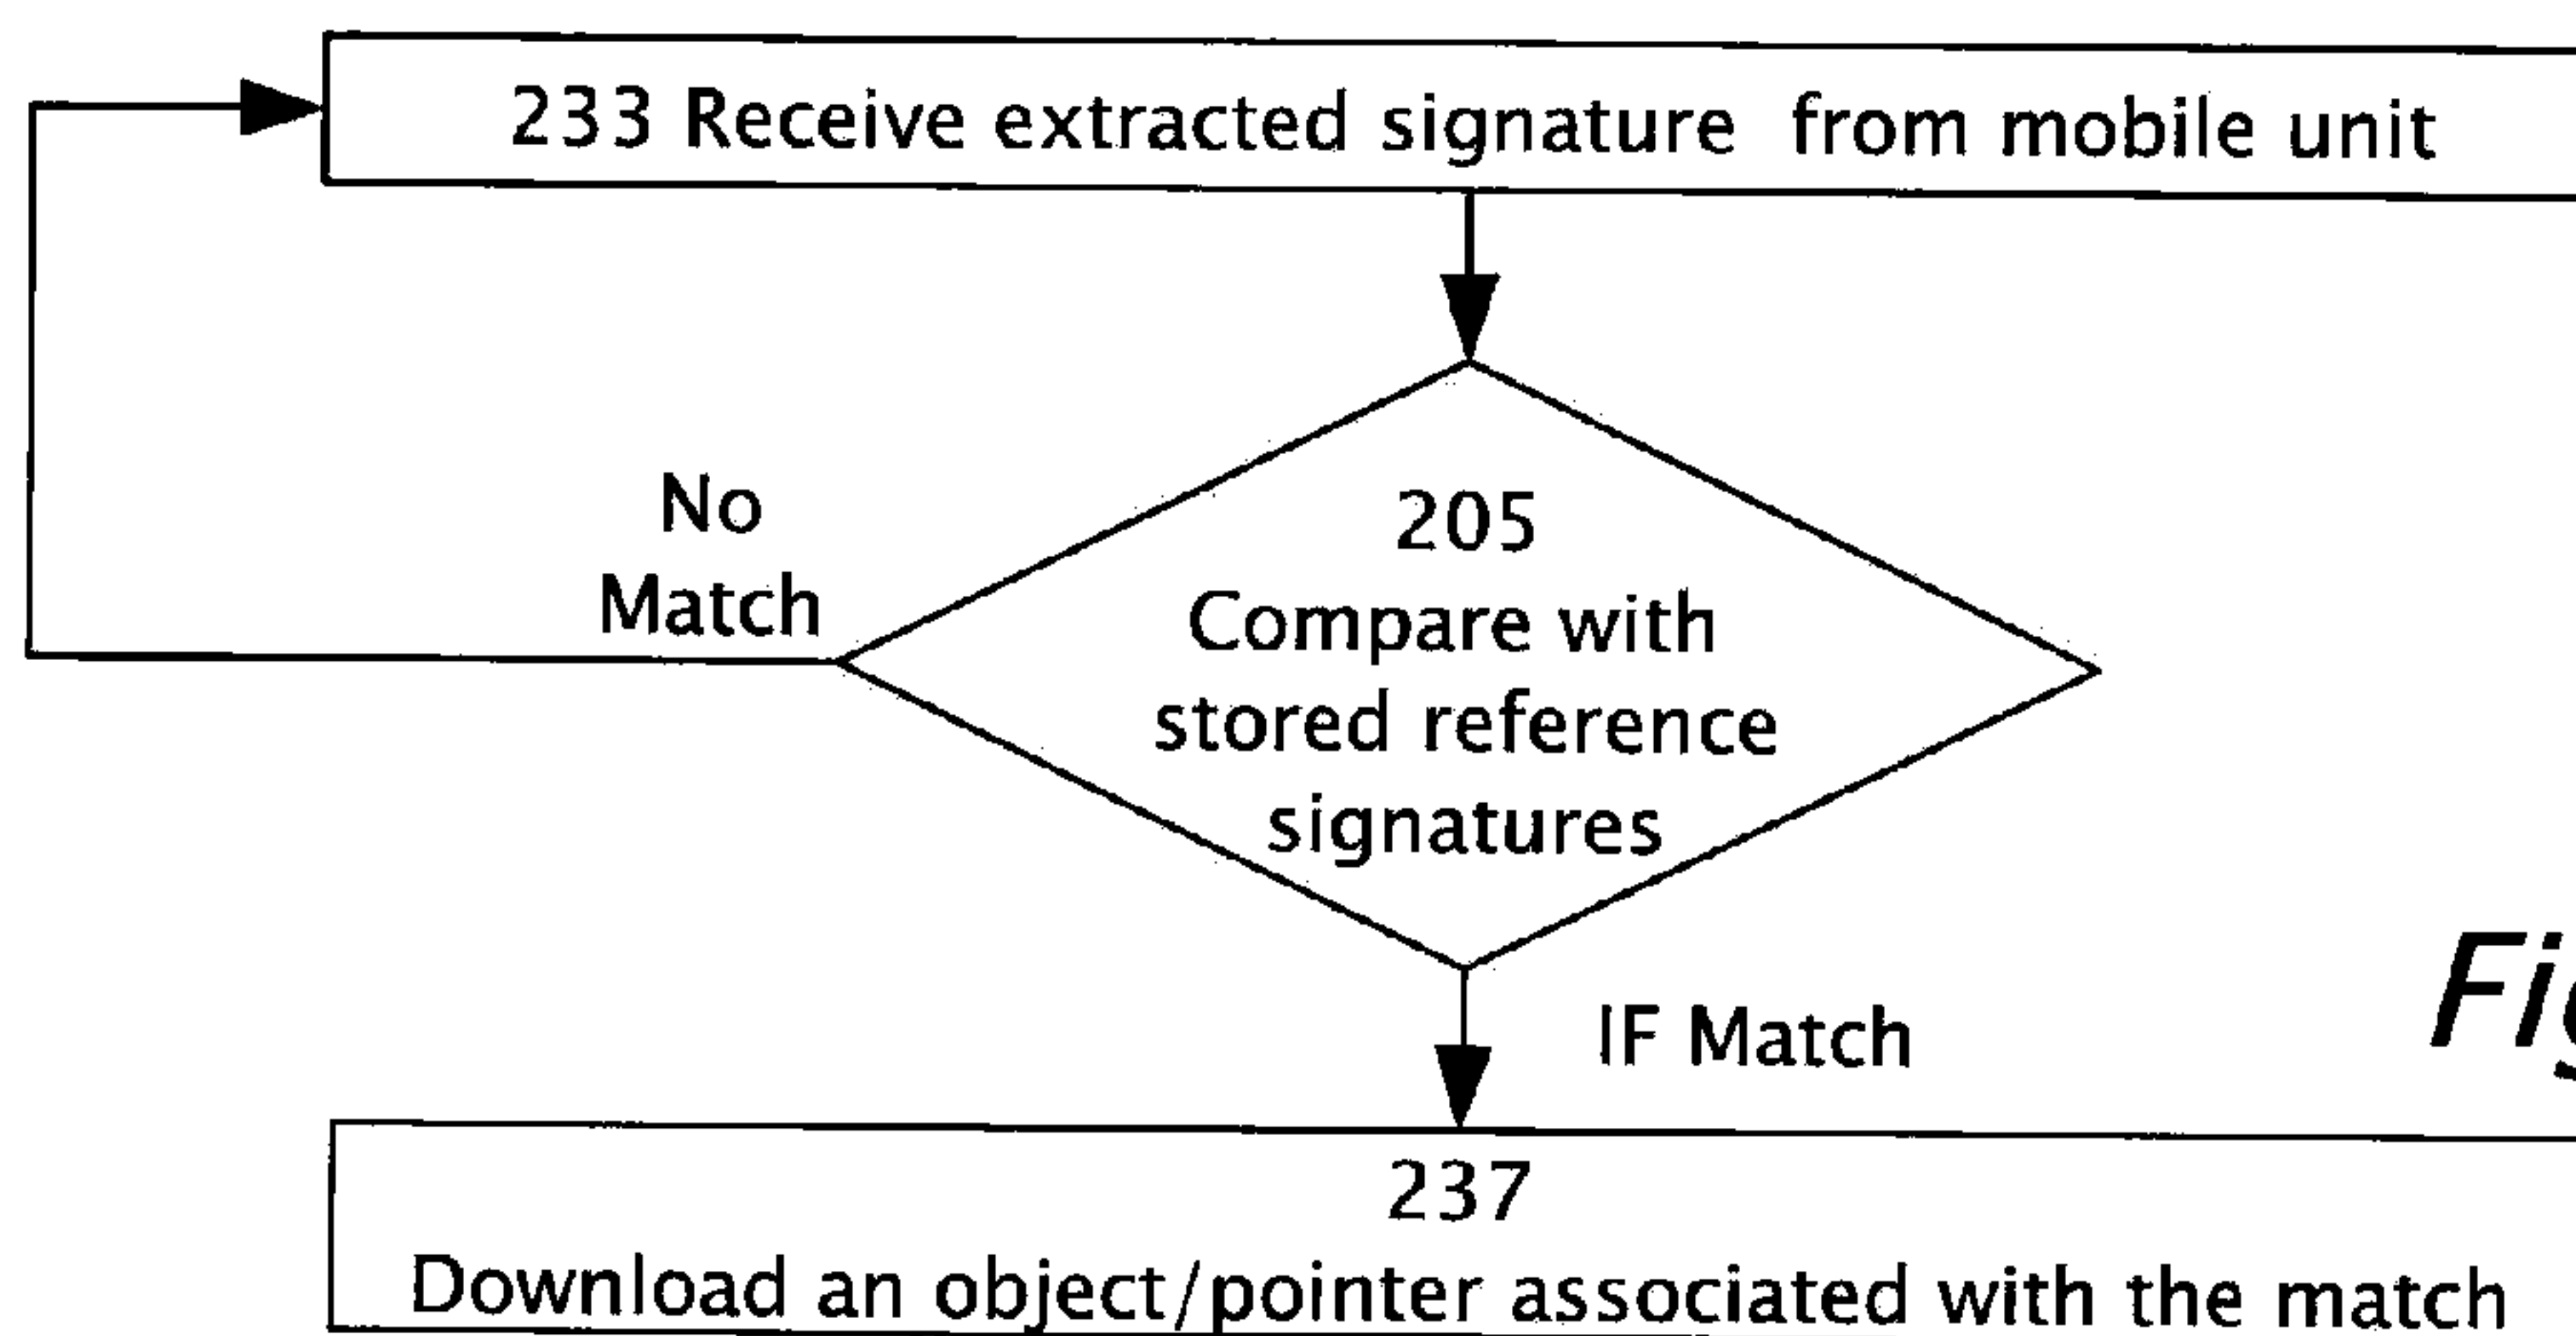 233 Receive extracted signature from mobile unit
No
Match
205
Compare with
stored reference
signatures
IF Match
237
Download an object/pointer associated with the match